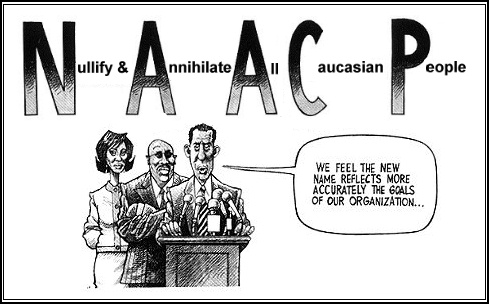 Nullify & Annihilate All Caucasian People
WE FEEL THE NEW
NAME REFLECTS MORE
ACCURATELY THE GOALS
OF OUR ORGANIZATION...